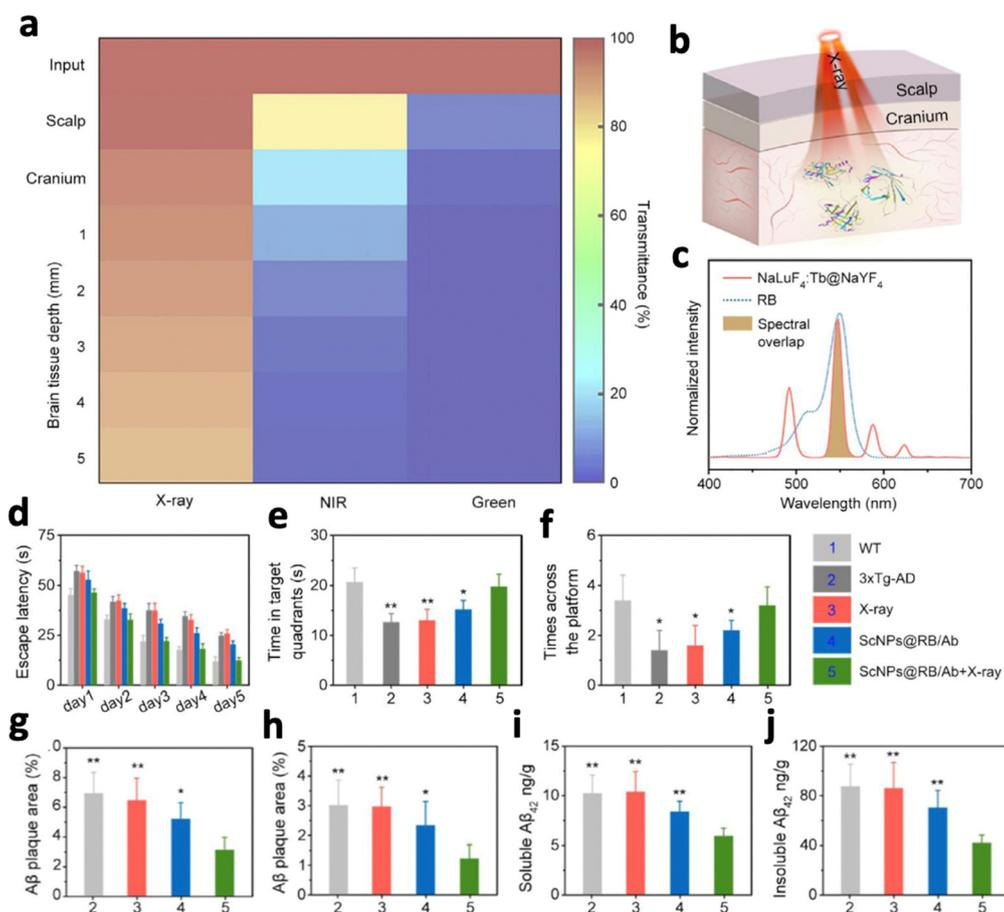 a
Input
Scalp
Cranium
1
2
3
4
5
Brain tissue depth (mm)
X-ray
NIR
Green
100
80
60
40
20
0
Transmittance (%)
b
X-ray
Scalp
Cranium
c
NaLuF4:Tb@NaYF4
RB
Spectral
overlap
Normalized intensity
400
500
600
700
Wavelength (nm)
d
Escape latency (s)
75
50
25
0
day1
day2
day3
day4
day5
e
Time in target
quadrants (s)
30
20
10
0
**
**
*
1
2
3
4
5
f
Times across
the platform
6
4
2
0
*
*
*
1
2
3
4
5
1 WT
2 3xTg-AD
3 X-ray
4 ScNPs@RB/Ab
5 ScNPs@RB/Ab+X-ray
g
Aβ plaque area (%)
.0
8
6
4
2
0
**
**
*
2
3
4
5
h
Aβ plaque area (%)
5
4
3
2
1
0
**
**
*
2
3
4
5
i
Soluble Aβ42 ng/g
15
10
5
0
**
**
**
2
3
4
5
j
Insoluble Aβ42 ng/g
120
80
40
0
**
**
**
2
3
4
5